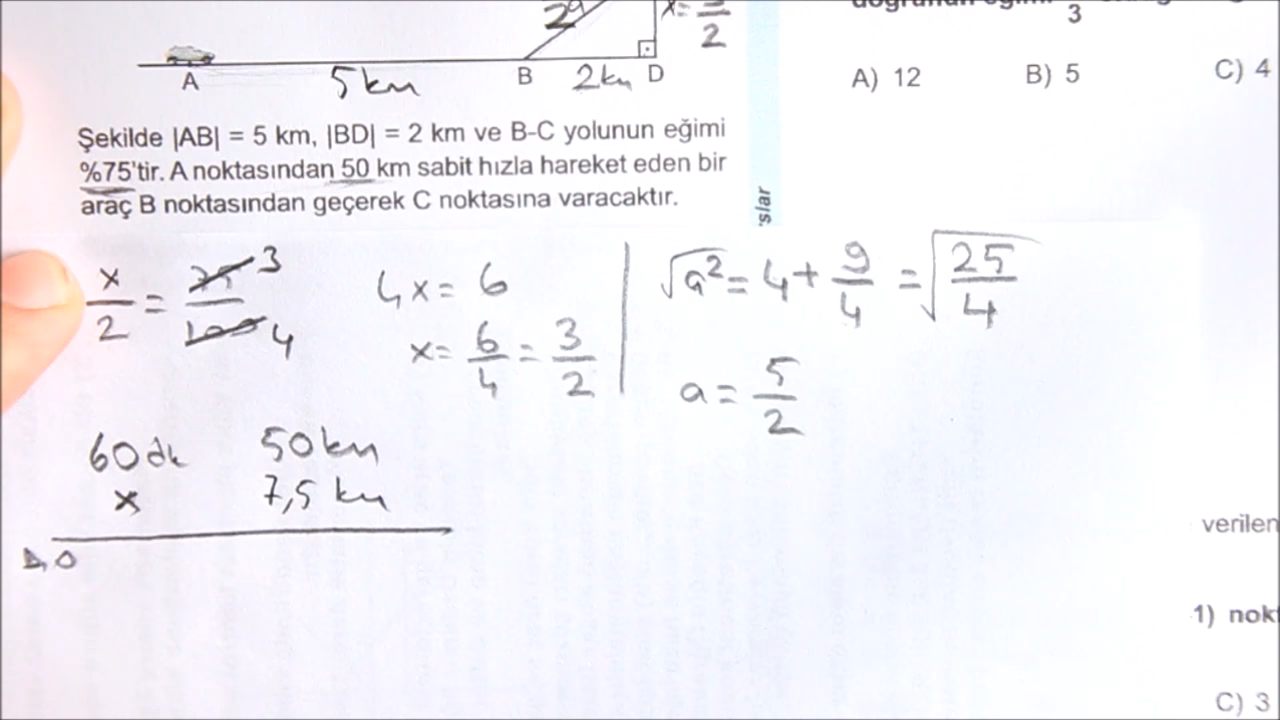 x=
2
A
5 km
B
2km
D
Şekilde |AB| = 5 km, |BD| = 2 km ve B-C yolunun eğimi
%75'tir. A noktasından 50 km sabit hızla hareket eden bir
araç B noktasından geçerek C noktasına varacaktır.
x/2 = 75/100 3/4
4x = 6
x = 6/4 = 3/2
√a² = 4 + 9/4 = √25/4
a = 5/2
60 dk 50 km
x 7,5 km
D,O
3
A) 12 B) 5 C) 4
verilen
1) nok
C) 3